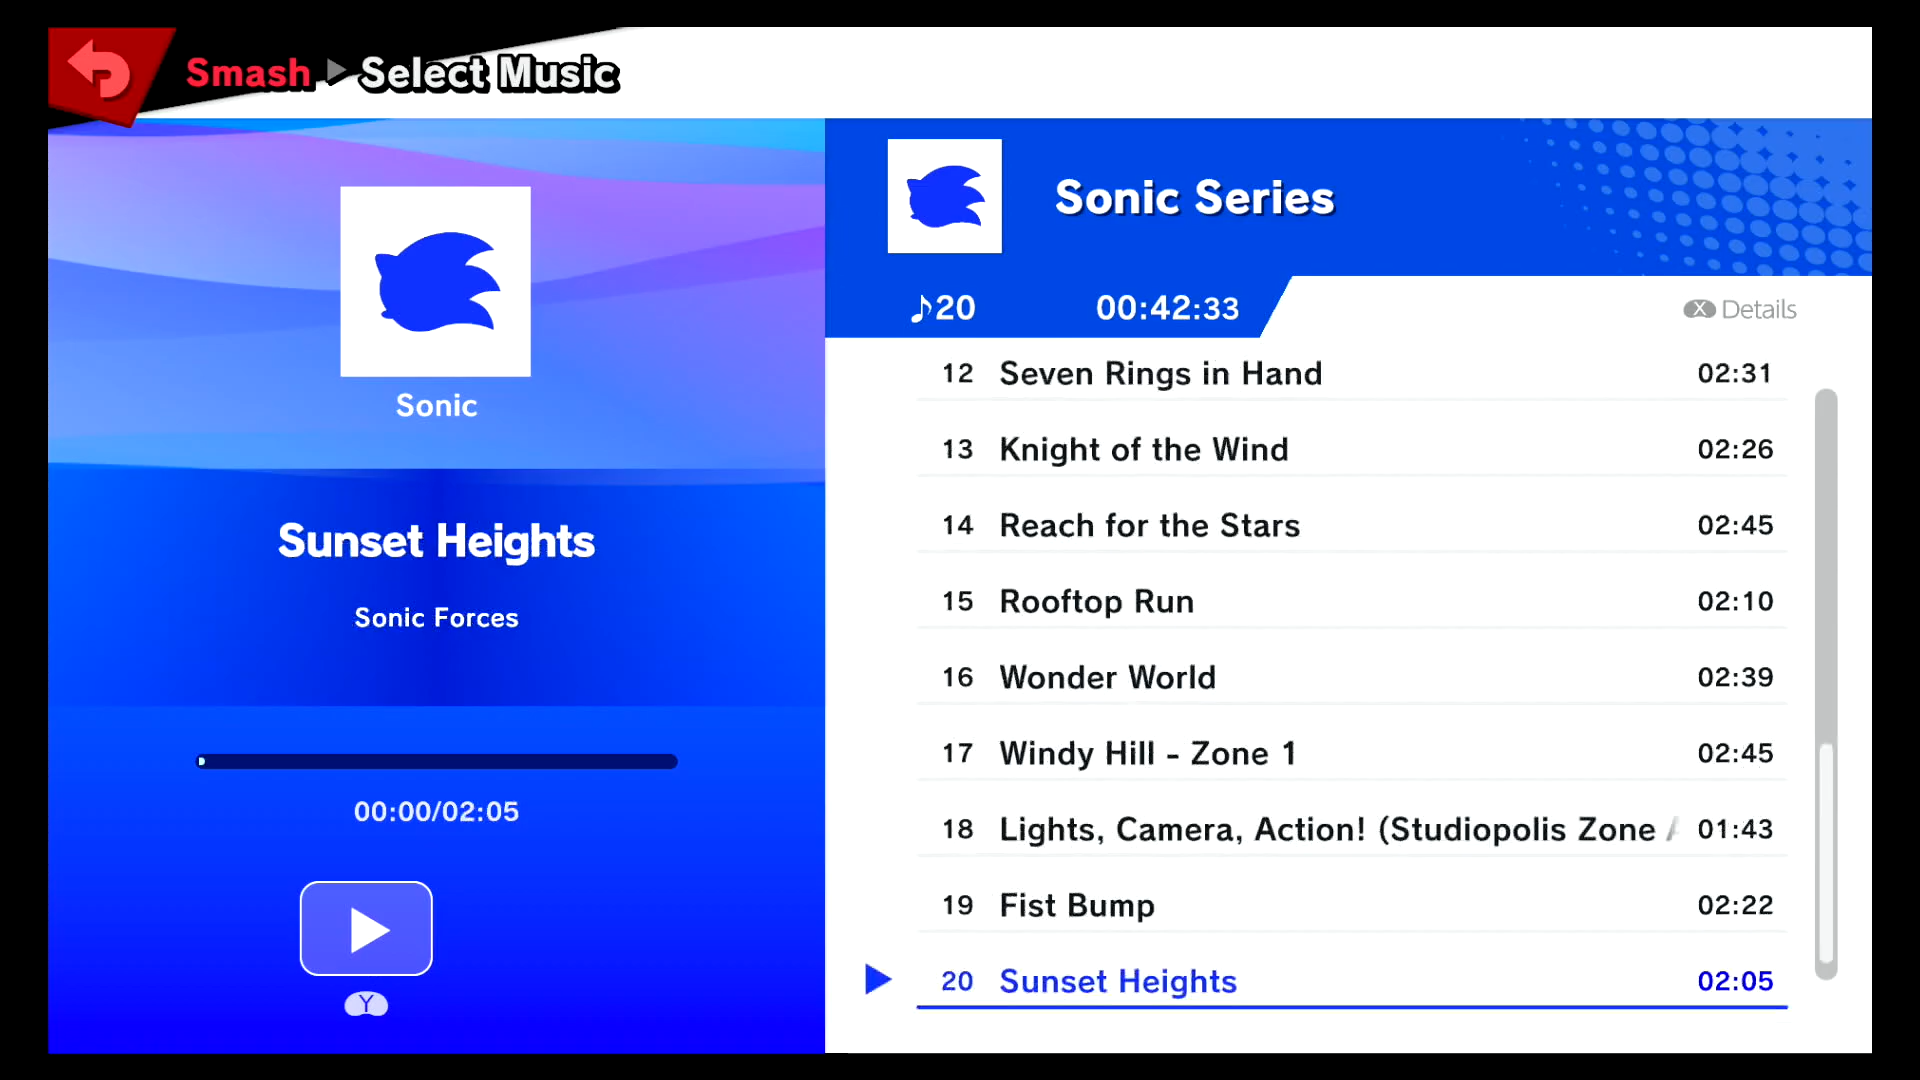 Smash ▶ Select Music
Sonic
Sunset Heights
Sonic Forces
00:00/02:05
Y
Sonic Series
♪20 00:42:33
X Details
12 Seven Rings in Hand 02:31
13 Knight of the Wind 02:26
14 Reach for the Stars 02:45
15 Rooftop Run 02:10
16 Wonder World 02:39
17 Windy Hill - Zone 1 02:45
18 Lights, Camera, Action! (Studiopolis Zone 01:43
19 Fist Bump 02:22
20 Sunset Heights 02:05